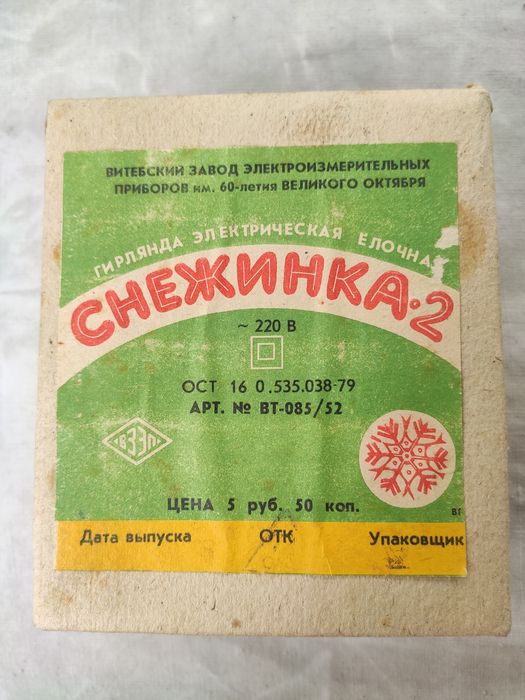 ВИТЕБСКИЙ ЗАВОД ЭЛЕКТРОИЗМЕРИТЕЛЬНЫХ
ПРИБОРОВ им. 60-летия ВЕЛИКОГО ОКТЯБРЯ
ГИРЛЯНДА ЭЛЕКТРИЧЕСКАЯ ЕЛОЧНА
СНЕЖИНКА·2
~ 220 В
ОСТ 16 0.535.038-79
АРТ. № ВТ-085/52
ВЗЭП
ЦЕНА 5 руб. 50 коп.
Дата выпуска ОТК Упаковщик